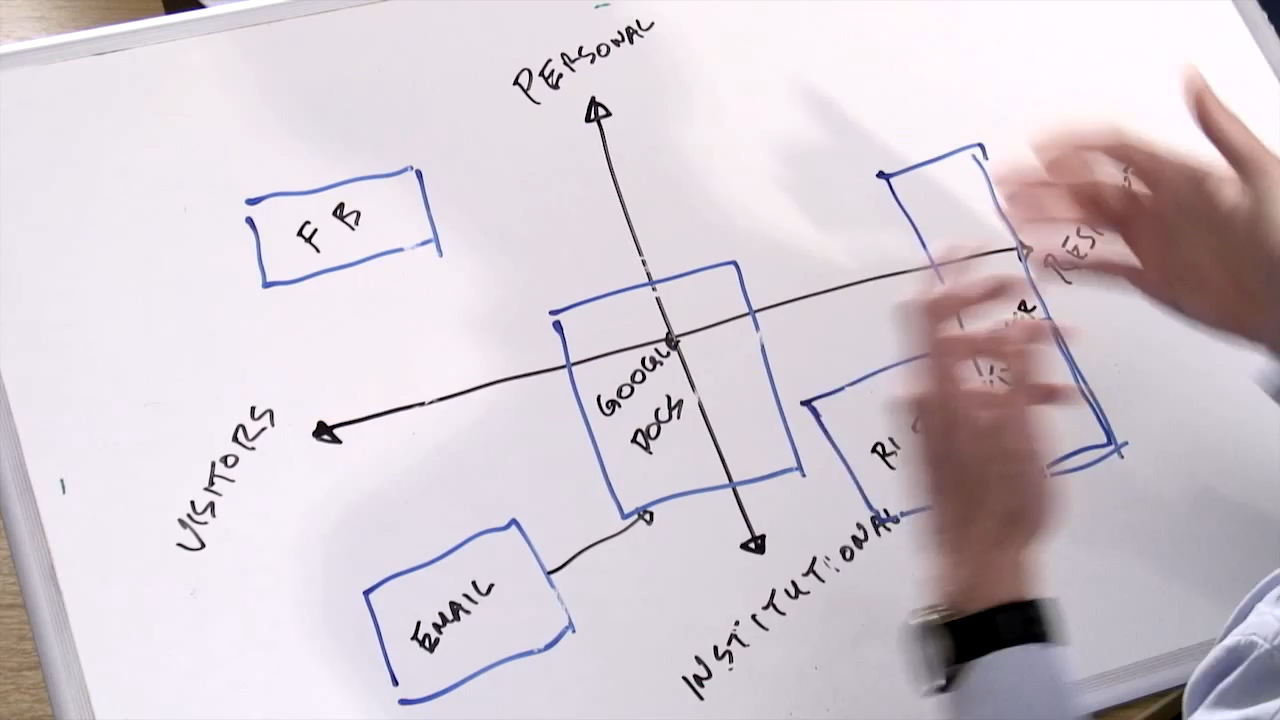 PERSONAL
FB
GOOGLE
DOCS
VISITORS
EMAIL
INSTITUTIONAL